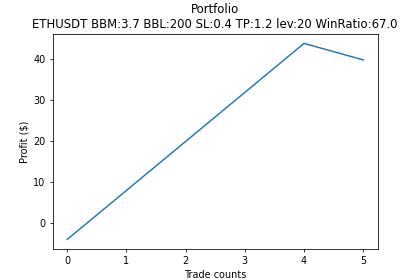 Portfolio
ETHUSDT BBM:3.7 BBL:200 SL:0.4 TP:1.2 lev:20 WinRatio:67.0
40
30
20
10
0
Profit ($)
0 1 2 3 4 5
Trade counts